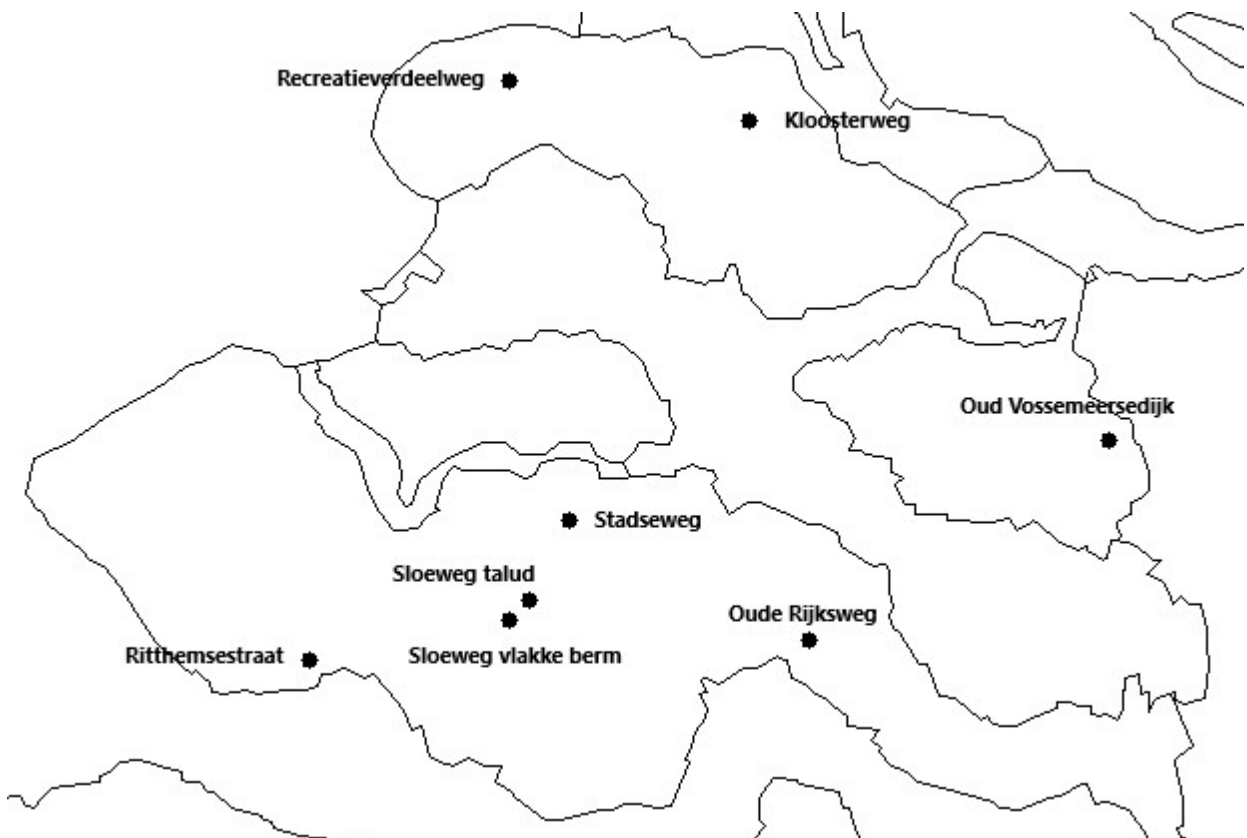 Recreatieverdeelweg
Kloosterweg
Oud Vossemeersedijk
Stadseweg
Sloeweg talud
Oude Rijksweg
Ritthemsestraat
Sloeweg vlakke berm